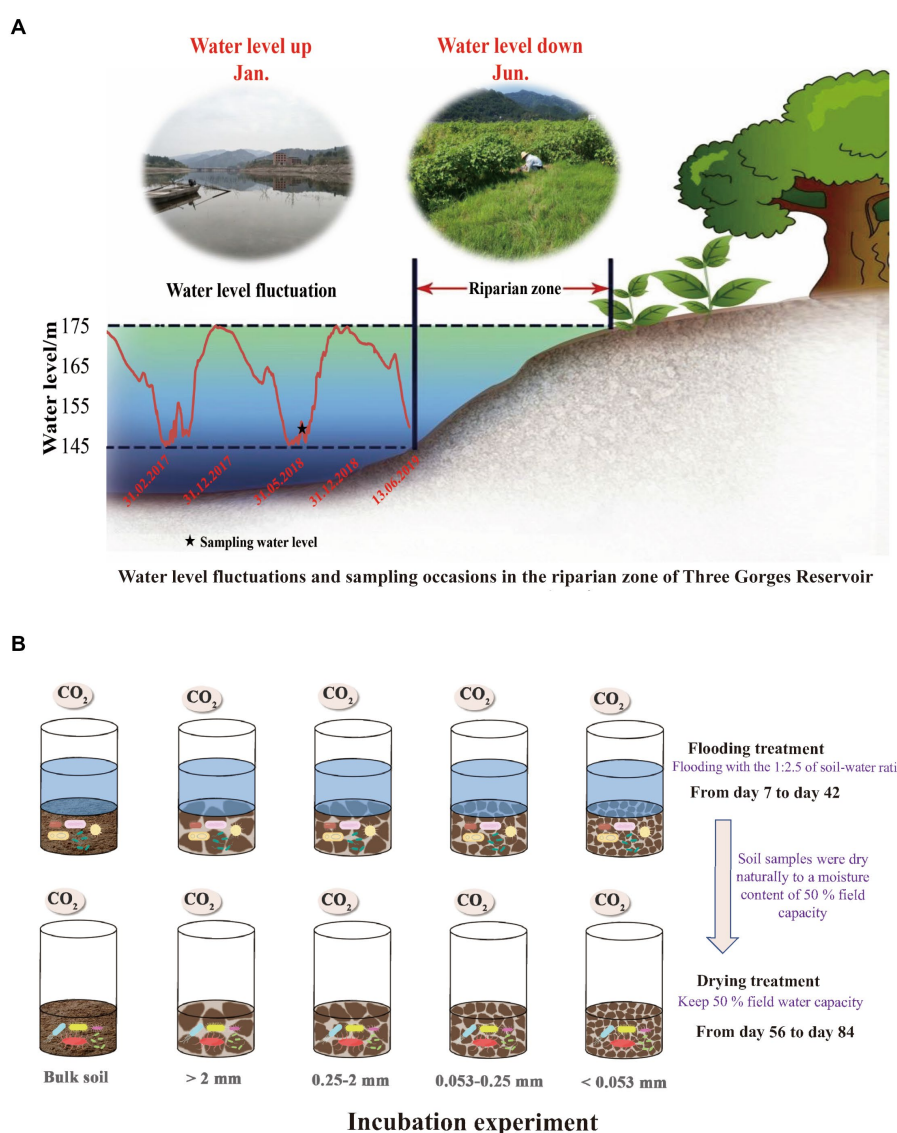 A
Water level up
Jan.
Water level down
Jun.
Water level fluctuation
Riparian zone
Water level/m
175
165
155
145
31.02.2017
31.12.2017
31.05.2018
31.12.2018
★ Sampling water level
Water level fluctuations and sampling occasions in the riparian zone of Three Gorges Reservoir
B
CO2
CO2
CO2
CO2
CO2
Flooding treatment
Flooding with the 1:2.5 of soil-water rati
From day 7 to day 42
Soil samples were dry
naturally to a moisture
content of 50 % field
capacity
CO2
CO2
CO2
CO2
CO2
Drying treatment
Keep 50 % field water capacity
From day 56 to day 84
Bulk soil
> 2 mm
0.25-2 mm
0.053-0.25 mm
< 0.053 mm
Incubation experiment